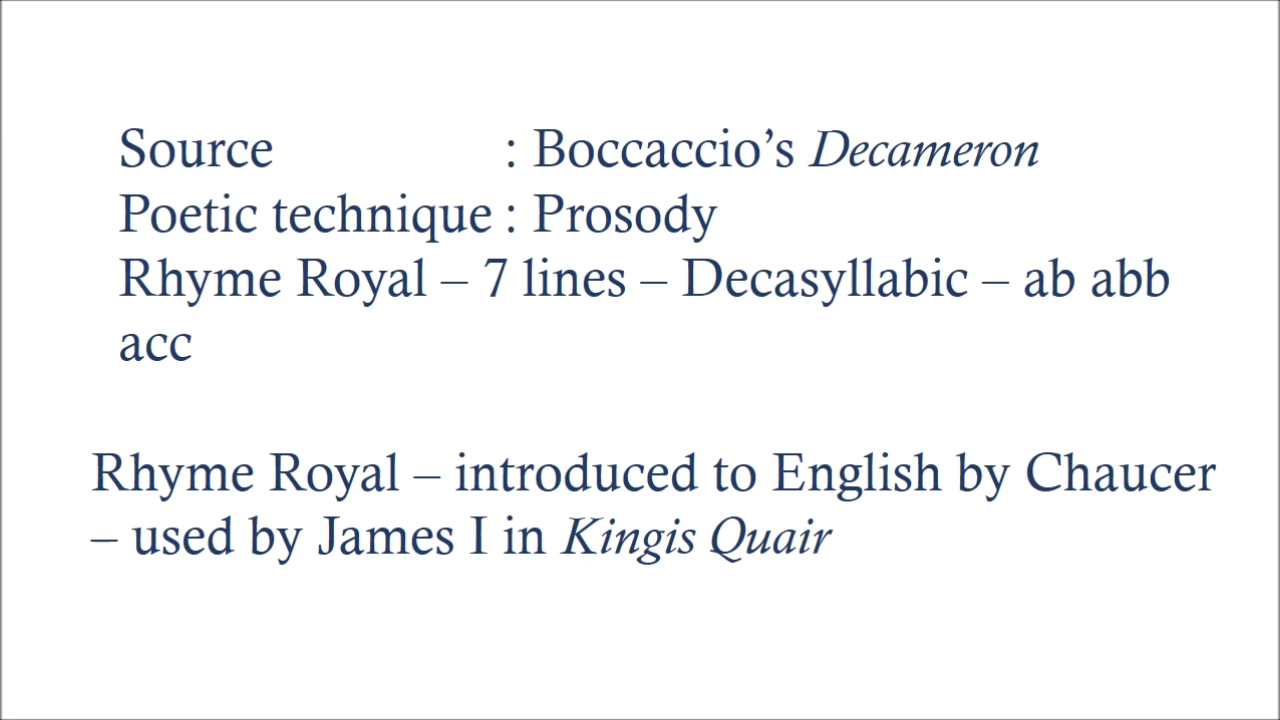 Source : Boccaccio’s Decameron
Poetic technique : Prosody
Rhyme Royal – 7 lines – Decasyllabic – ab abb
acc
Rhyme Royal – introduced to English by Chaucer
– used by James I in Kingis Quair